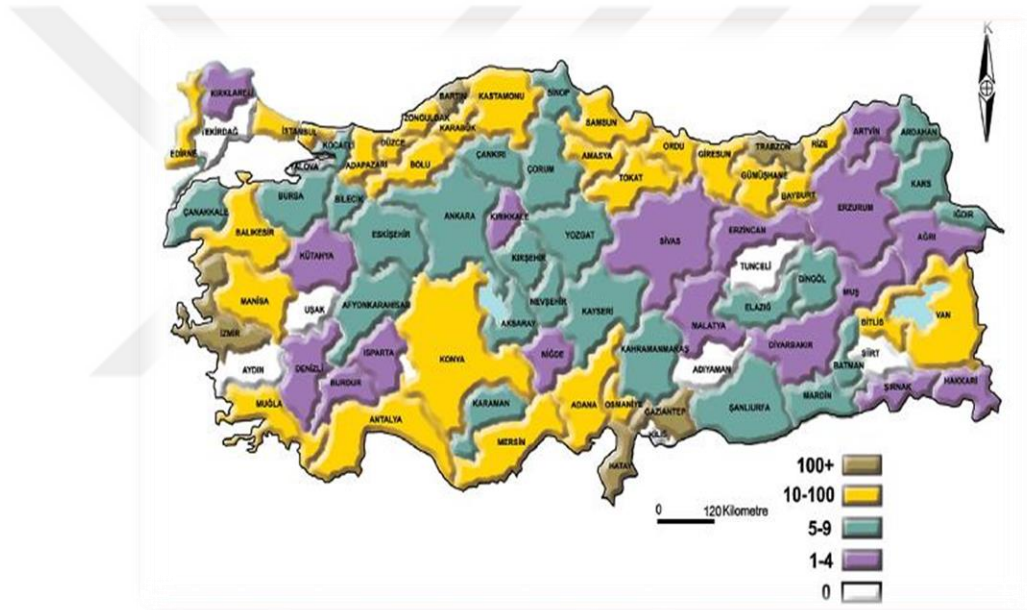 K
KIRKLARELİ
TEKİRDAĞ
EDİRNE
İSTANBUL
KOCAELİ
YALOVA
ADAPAZARI
DÜZCE
ZONGULDAK
BARTIN
KARABÜK
KASTAMONU
SİNOP
SAMSUN
BOLU
ÇANKIRI
ÇORUM
AMASYA
TOKAT
ORDU
GİRESUN
TRABZON
GÜMÜŞHANE
BAYBURT
RİZE
ARTVİN
ARDAHAN
KARS
IĞDIR
AĞRI
ERZURUM
ERZİNCAN
SİVAS
YOZGAT
KIRIKKALE
ANKARA
ESKİŞEHİR
BİLECİK
BURSA
ÇANAKKALE
BALIKESİR
KÜTAHYA
MANİSA
UŞAK
AFYONKARAHİSAR
KONYA
AKSARAY
KIRŞEHİR
NEVŞEHİR
KAYSERİ
TUNCELİ
DİNGÖL
ELAZIĞ
MUŞ
BİTLİS
VAN
MALATYA
DİYARBAKIR
BATMAN
SİİRT
ŞIRNAK
HAKKARİ
MARDİN
ŞANLIURFA
ADIYAMAN
KAHRAMANMARAŞ
GAZİANTEP
KİLİS
OSMANİYE
HATAY
ADANA
NİĞDE
KARAMAN
MERSİN
ANTALYA
ISPARTA
BURDUR
DENİZLİ
MUĞLA
AYDIN
İZMİR
0 120 Kilometre
100+
10-100
5-9
1-4
0